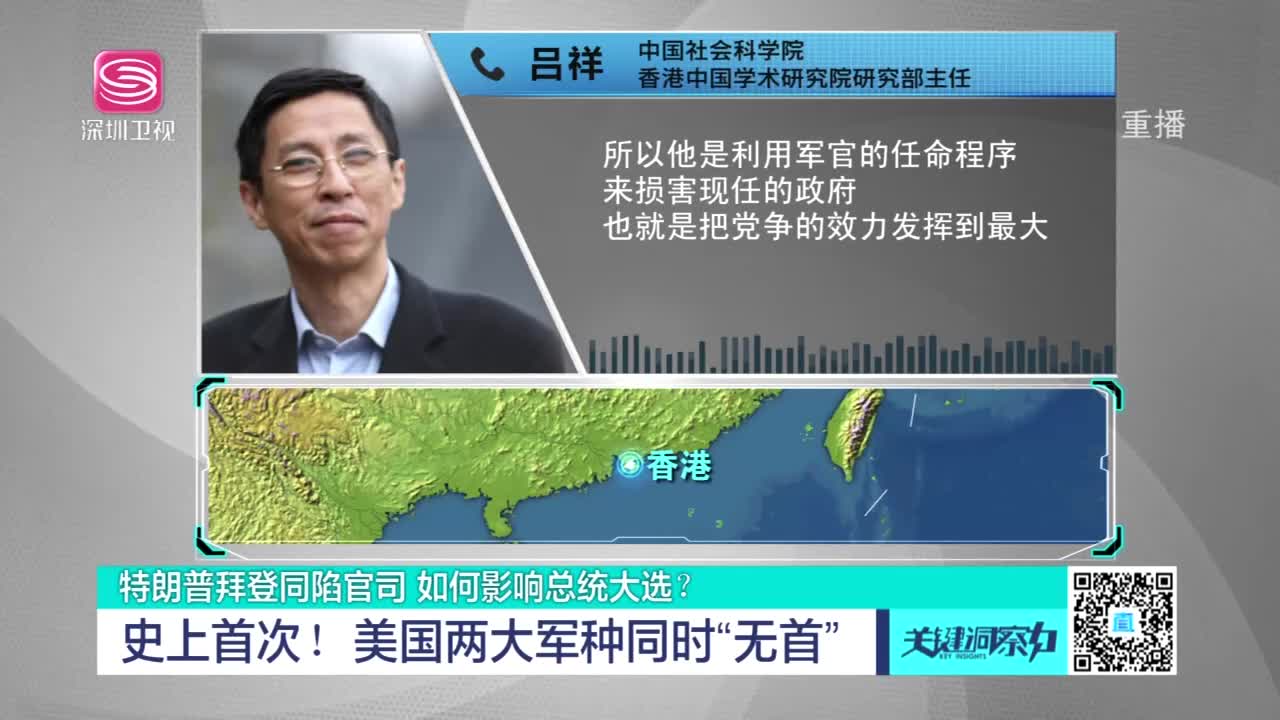 深圳卫视
吕祥
中国社会科学院
香港中国学术研究院研究部主任
重播
所以他是利用军官的任命程序
来损害现任的政府
也就是把党争的效力发挥到最大
香港
特朗普拜登同陷官司 如何影响总统大选?
史上首次! 美国两大军种同时“无首”
关键洞察力
KEY INSIGHTS
直